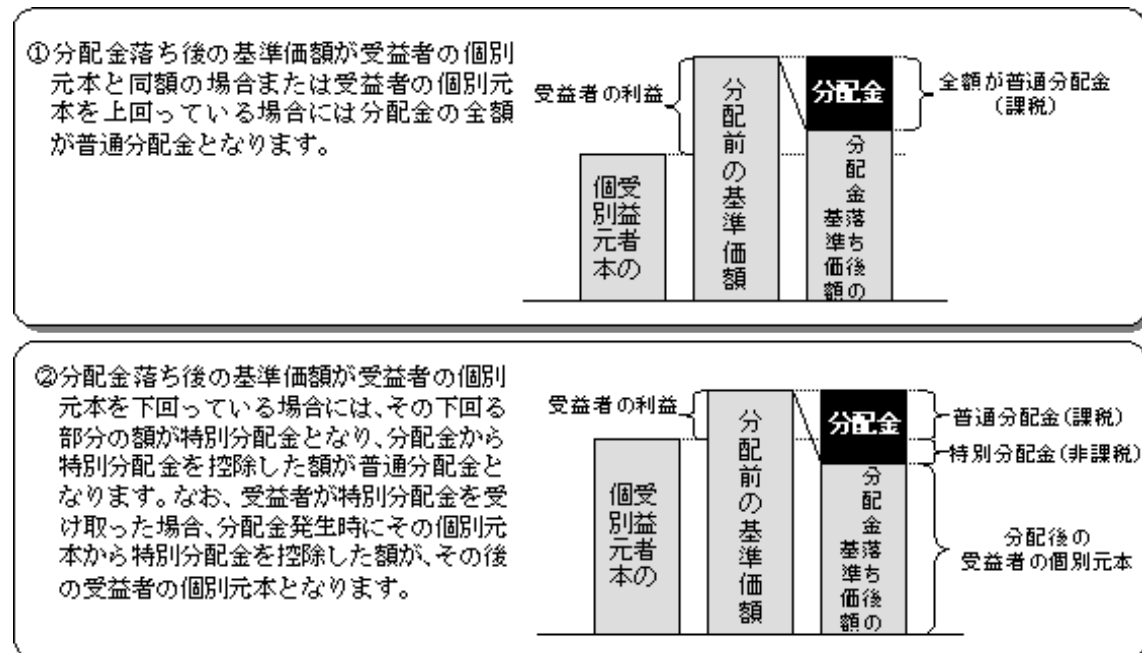 ①分配金落ち後の基準価額が受益者の個別
元本と同額の場合または受益者の個別元
本を上回っている場合には分配金の全額
が普通分配金となります。
受益者の利益
受益者の
個別元本
分配前の基準価額
分配金
分配金落ち後の
基準価額
全額が普通分配金
(課税)
②分配金落ち後の基準価額が受益者の個別
元本を下回っている場合には、その下回る
部分の額が特別分配金となり、分配金から
特別分配金を控除した額が普通分配金と
なります。なお、受益者が特別分配金を受
け取った場合、分配金発生時にその個別元
本から特別分配金を控除した額が、その後
の受益者の個別元本となります。
受益者の利益
受益者の
個別元本
分配前の基準価額
分配金
分配金落ち後の
基準価額
普通分配金(課税)
特別分配金(非課税)
分配後の
受益者の個別元本